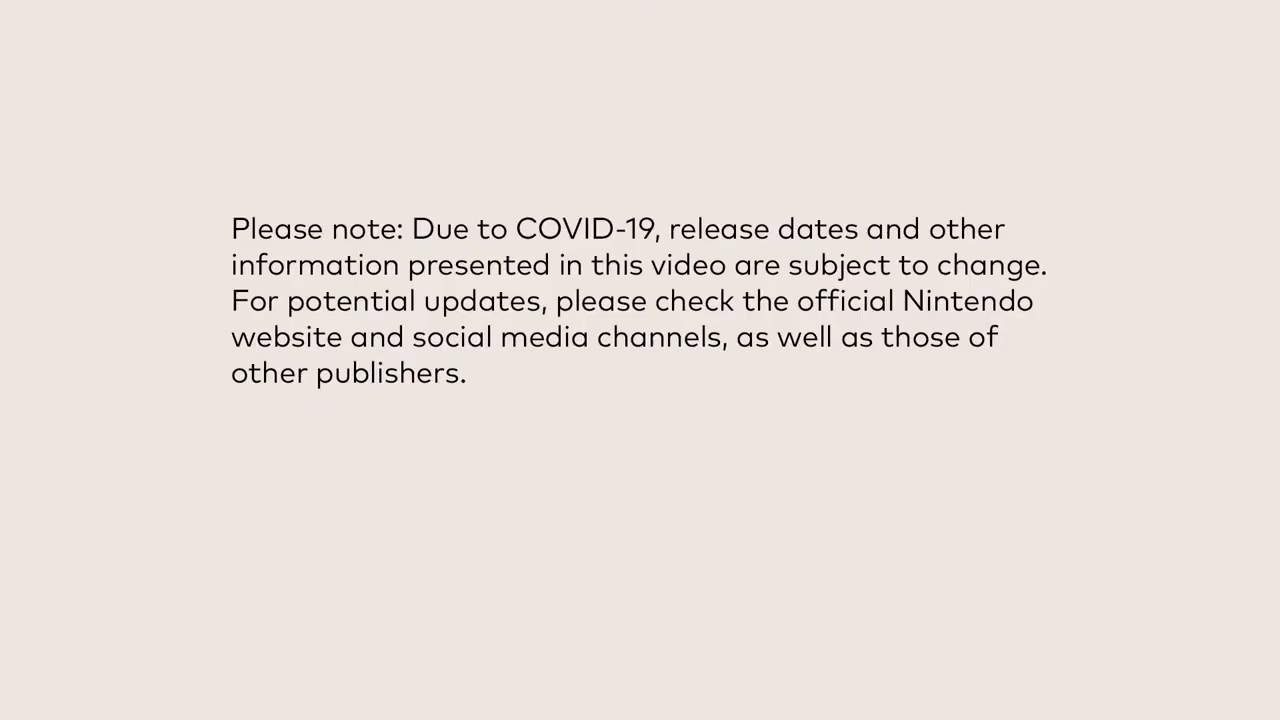 Please note: Due to COVID-19, release dates and other
information presented in this video are subject to change.
For potential updates, please check the official Nintendo
website and social media channels, as well as those of
other publishers.